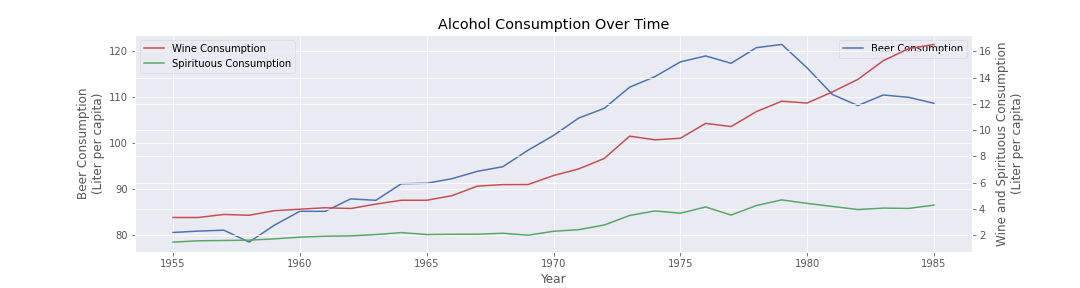 Alcohol Consumption Over Time
Wine Consumption
Spirituous Consumption
Beer Consumption
120
110
100
90
80
Beer Consumption
(Liter per capita)
16
14
12
10
8
6
4
2
Wine and Spirituous Consumption
(Liter per capita)
1955 1960 1965 1970 1975 1980 1985
Year